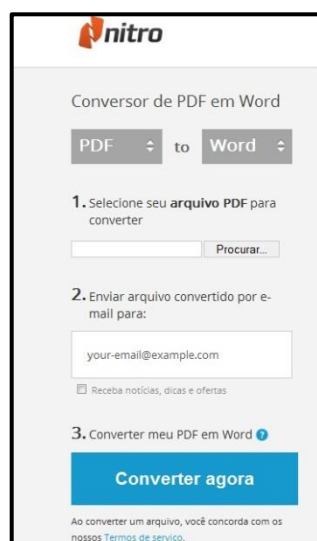 nitro
Conversor de PDF em Word
PDF to Word
1. Selecione seu arquivo PDF para
converter
Procurar...
2. Enviar arquivo convertido por e-
mail para:
your-email@example.com
Receba notícias, dicas e ofertas
3. Converter meu PDF em Word ?
Converter agora
Ao converter um arquivo, você concorda com os
nossos Termos de serviço.